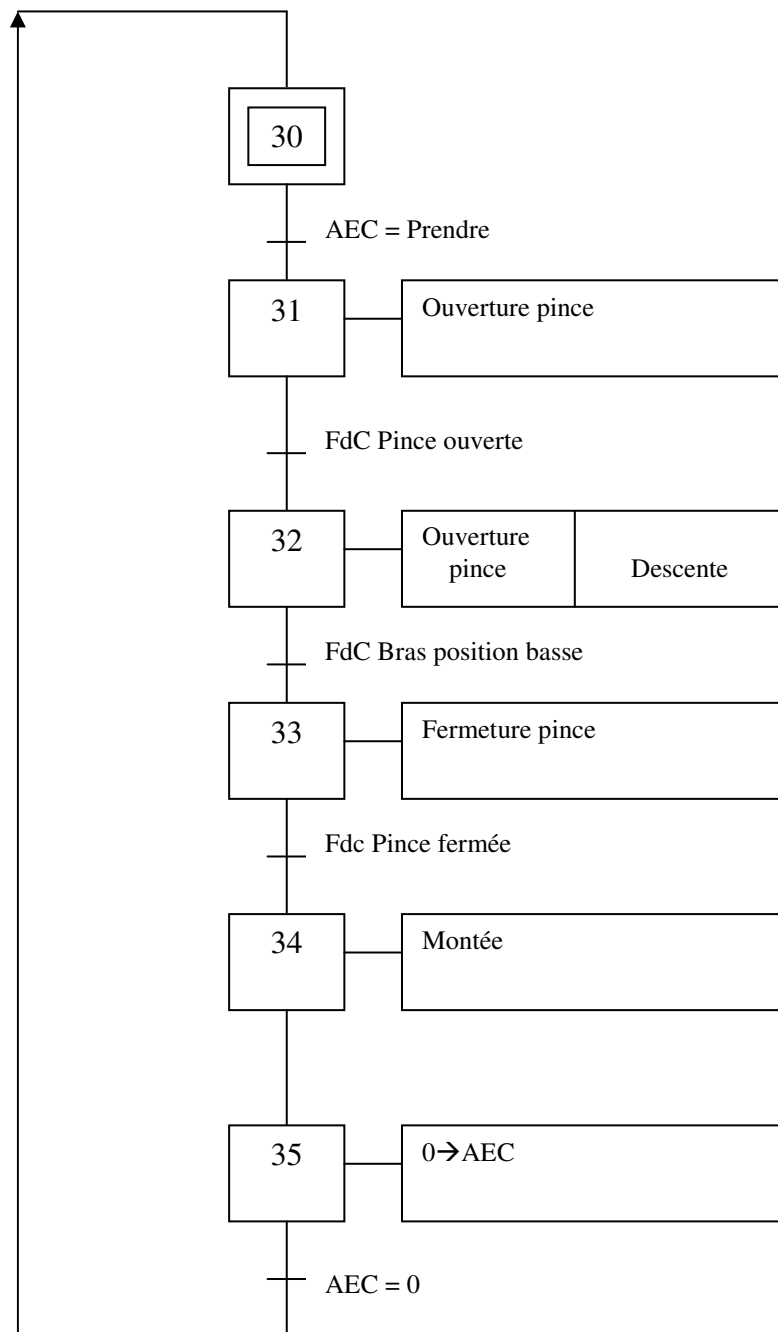 30
AEC = Prendre
31
Ouverture pince
FdC Pince ouverte
32
Ouverture
pince
Descente
FdC Bras position basse
33
Fermeture pince
Fdc Pince fermée
34
Montée
35
0→AEC
AEC = 0